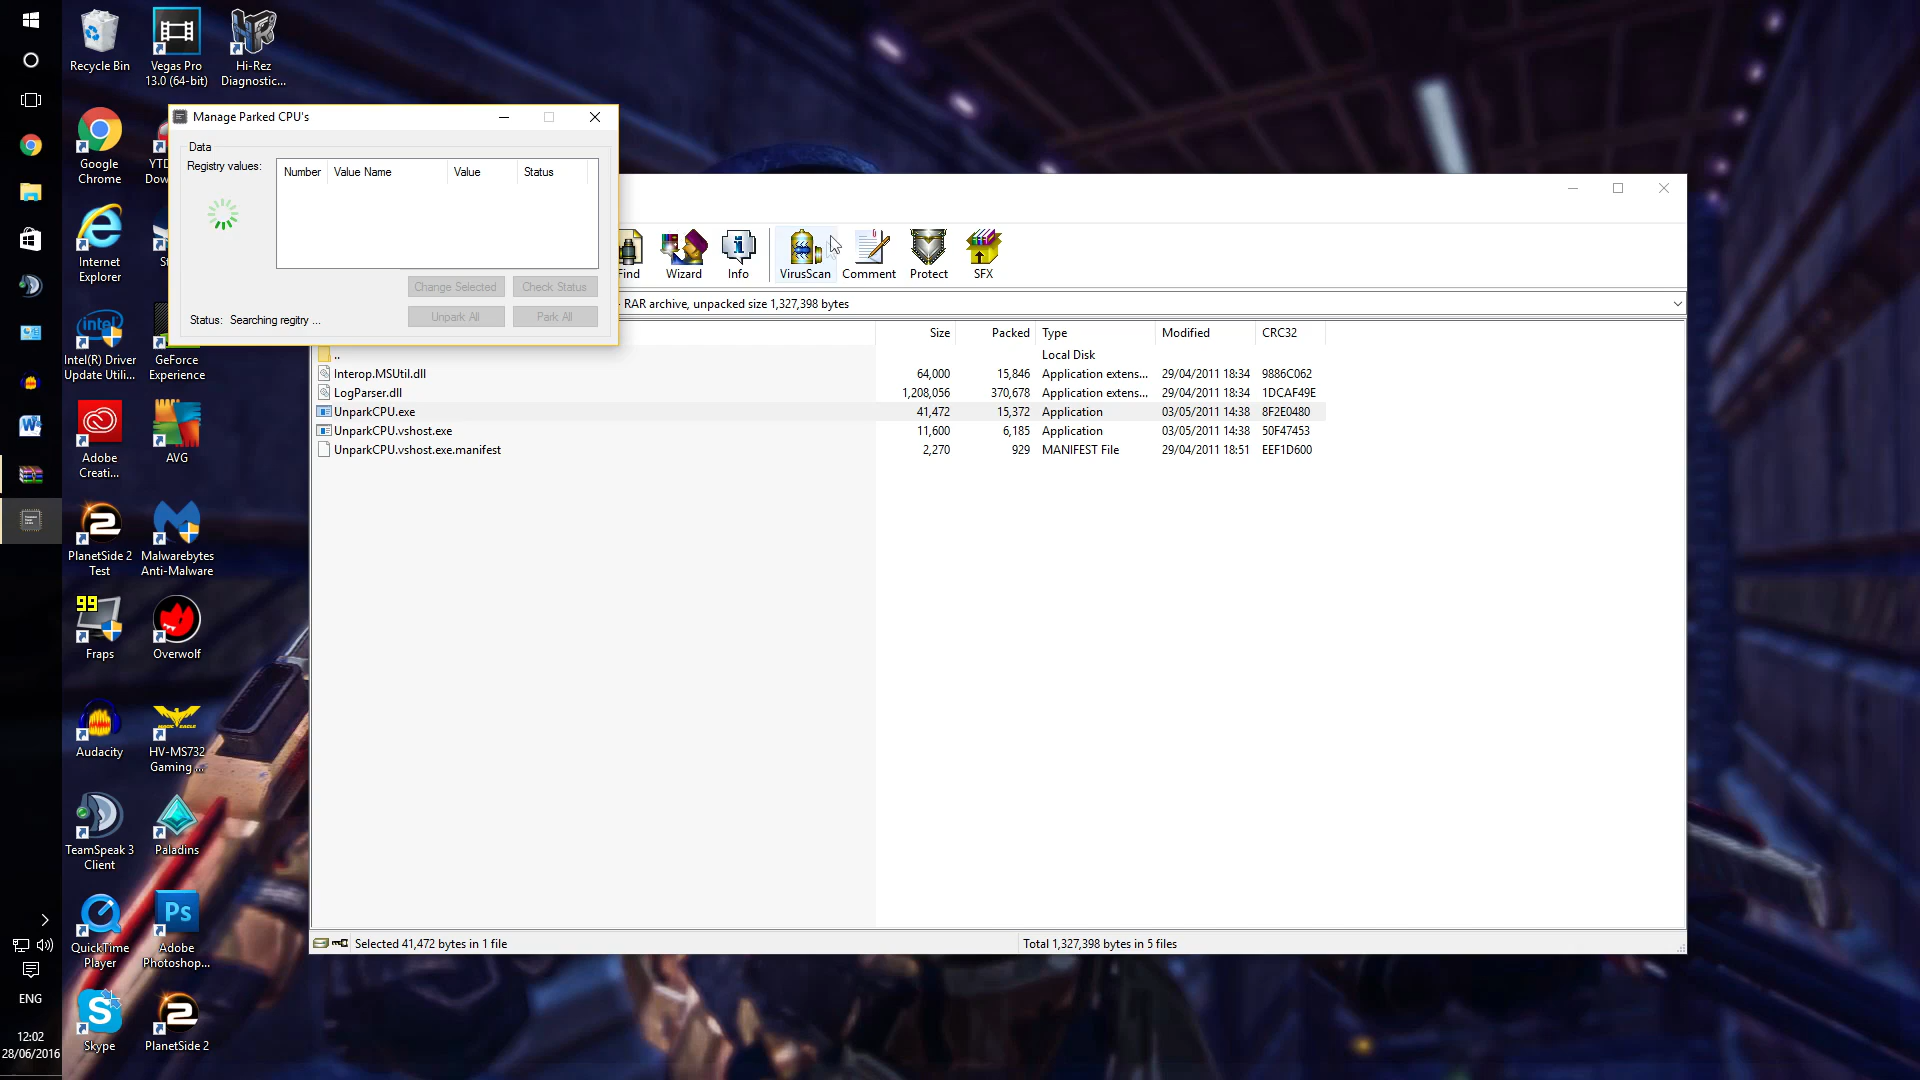 Recycle Bin
Vegas Pro
13.0 (64-bit)
Hi-Rez
Diagnostic...
Google
Chrome
YTD
Dow
Internet
Explorer
St
Intel(R) Driver
Update Utili...
GeForce
Experience
Adobe
Creati...
AVG
PlanetSide 2
Test
Malwarebytes
Anti-Malware
99
Fraps
Overwolf
Audacity
HV-MS732
Gaming ...
TeamSpeak 3
Client
Paladins
QuickTime
Player
Adobe
Photoshop...
Skype
PlanetSide 2
ENG
12:02
28/06/2016
Manage Parked CPU's
Data
Registry values:
Number Value Name Value Status
Change Selected Check Status
Unpark All Park All
Status: Searching regitry ...
Find Wizard Info VirusScan Comment Protect SFX
- RAR archive, unpacked size 1,327,398 bytes
Size Packed Type Modified CRC32
.. Local Disk
Interop.MSUtil.dll 64,000 15,846 Application extens... 29/04/2011 18:34 9886C062
LogParser.dll 1,208,056 370,678 Application extens... 29/04/2011 18:34 1DCAF49E
UnparkCPU.exe 41,472 15,372 Application 03/05/2011 14:38 8F2E0480
UnparkCPU.vshost.exe 11,600 6,185 Application 03/05/2011 14:38 50F47453
UnparkCPU.vshost.exe.manifest 2,270 929 MANIFEST File 29/04/2011 18:51 EEF1D600
Selected 41,472 bytes in 1 file
Total 1,327,398 bytes in 5 files